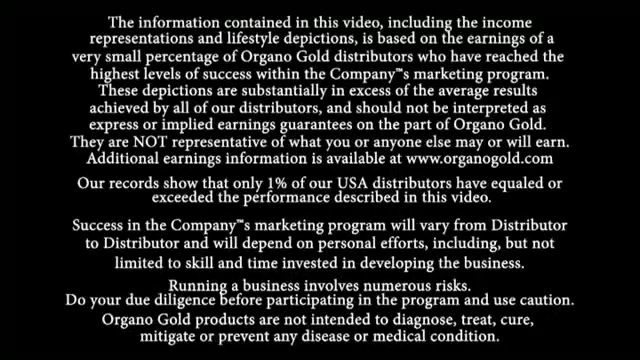 The information contained in this video, including the income
representations and lifestyle depictions, is based on the earnings of a
very small percentage of Organo Gold distributors who have reached the
highest levels of success within the Company™s marketing program.
These depictions are substantially in excess of the average results
achieved by all of our distributors, and should not be interpreted as
express or implied earnings guarantees on the part of Organo Gold.
They are NOT representative of what you or anyone else may or will earn.
Additional earnings information is available at www.organogold.com
Our records show that only 1% of our USA distributors have equaled or
exceeded the performance described in this video.
Success in the Company™s marketing program will vary from Distributor
to Distributor and will depend on personal efforts, including, but not
limited to skill and time invested in developing the business.
Running a business involves numerous risks.
Do your due diligence before participating in the program and use caution.
Organo Gold products are not intended to diagnose, treat, cure,
mitigate or prevent any disease or medical condition.